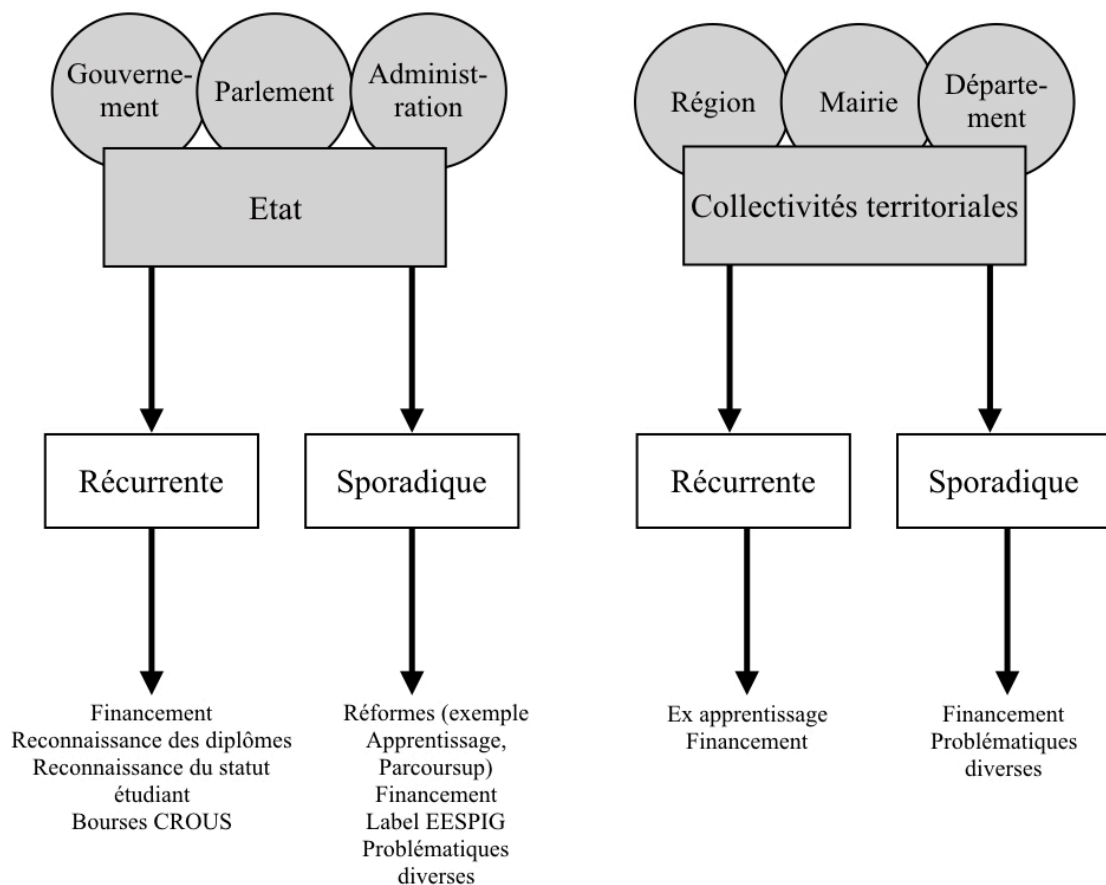 Gouverne-
ment
Parlement
Administ-
ration
Etat
Région
Mairie
Départe-
ment
Collectivités territoriales
Récurrente
Sporadique
Récurrente
Sporadique
Financement
Reconnaissance des diplômes
Reconnaissance du statut
étudiant
Bourses CROUS
Réformes (exemple
Apprentissage,
Parcoursup)
Financement
Label EESPIG
Problématiques
diverses
Ex apprentissage
Financement
Financement
Problématiques
diverses